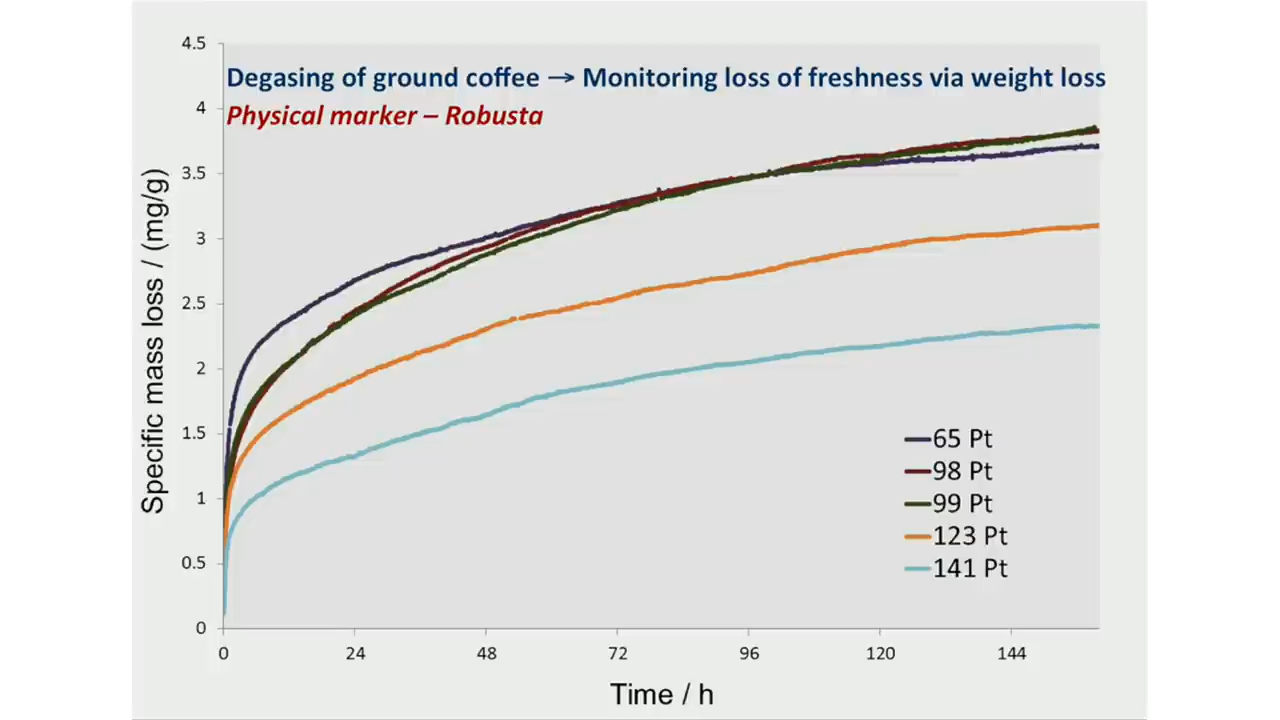 Degasing of ground coffee → Monitoring loss of freshness via weight loss
Physical marker – Robusta
Specific mass loss / (mg/g)
4.5
4
3.5
3
2.5
2
1.5
1
0.5
0
65 Pt
98 Pt
99 Pt
123 Pt
141 Pt
0 24 48 72 96 120 144
Time / h